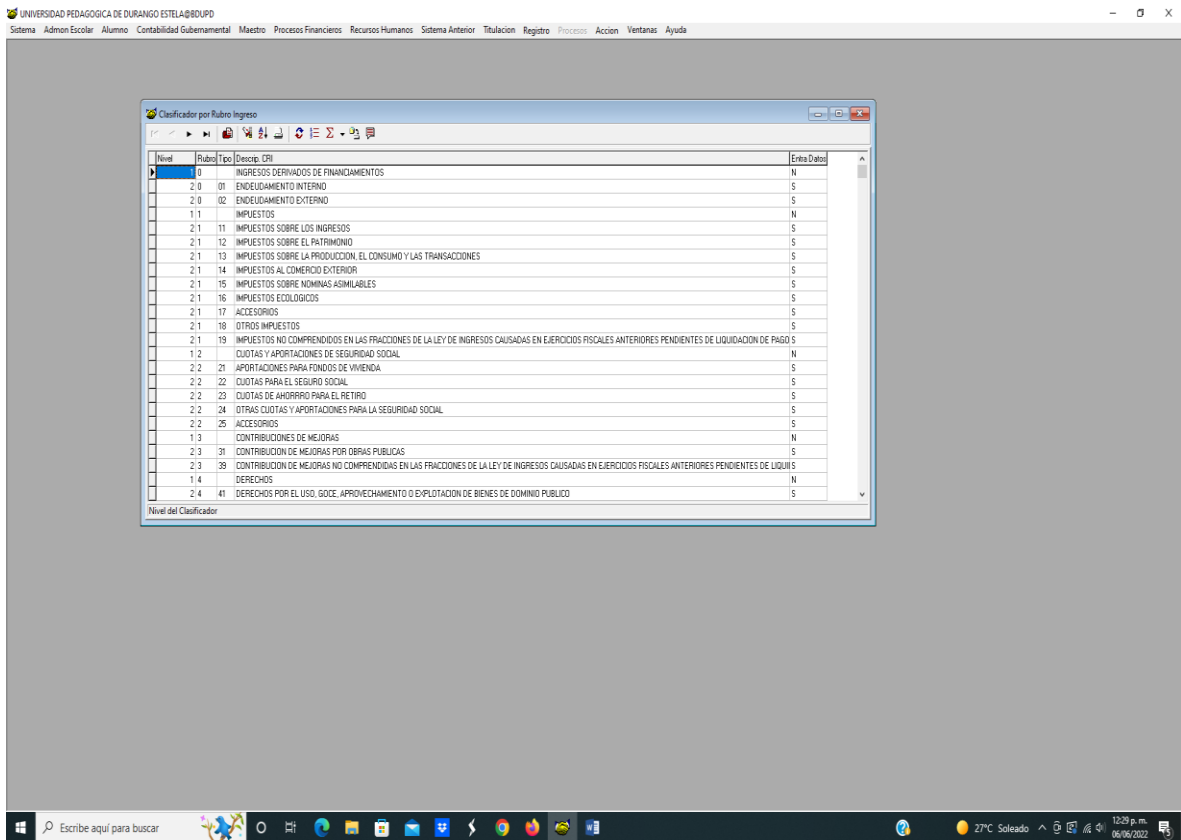 UNIVERSIDAD PEDAGOGICA DE DURANGO ESTELA@BDUPD
Sistema Admon Escolar Alumno Contabilidad Gubernamental Maestro Procesos Financieros Recursos Humanos Sistema Anterior Titulacion Registro Procesos Accion Ventanas Ayuda
Clasificador por Rubro Ingreso
Nivel Rubro Tipo Descrip. CRI Entra Datos
1 0 INGRESOS DERIVADOS DE FINANCIAMIENTOS N
2 0 01 ENDEUDAMIENTO INTERNO S
2 0 02 ENDEUDAMIENTO EXTERNO S
1 1 IMPUESTOS N
2 1 11 IMPUESTOS SOBRE LOS INGRESOS S
2 1 12 IMPUESTOS SOBRE EL PATRIMONIO S
2 1 13 IMPUESTOS SOBRE LA PRODUCCION, EL CONSUMO Y LAS TRANSACCIONES S
2 1 14 IMPUESTOS AL COMERCIO EXTERIOR S
2 1 15 IMPUESTOS SOBRE NOMINAS ASIMILABLES S
2 1 16 IMPUESTOS ECOLOGICOS S
2 1 17 ACCESORIOS S
2 1 18 OTROS IMPUESTOS S
2 1 19 IMPUESTOS NO COMPRENDIDOS EN LAS FRACCIONES DE LA LEY DE INGRESOS CAUSADAS EN EJERCICIOS FISCALES ANTERIORES PENDIENTES DE LIQUIDACION DE PAGO S
1 2 CUOTAS Y APORTACIONES DE SEGURIDAD SOCIAL N
2 2 21 APORTACIONES PARA FONDOS DE VIVIENDA S
2 2 22 CUOTAS PARA EL SEGURO SOCIAL S
2 2 23 CUOTAS DE AHORRRO PARA EL RETIRO S
2 2 24 OTRAS CUOTAS Y APORTACIONES PARA LA SEGURIDAD SOCIAL S
2 2 25 ACCESORIOS S
1 3 CONTRIBUCIONES DE MEJORAS N
2 3 31 CONTRIBUCION DE MEJORAS POR OBRAS PUBLICAS S
2 3 39 CONTRIBUCION DE MEJORAS NO COMPRENDIDAS EN LAS FRACCIONES DE LA LEY DE INGRESOS CAUSADAS EN EJERCICIOS FISCALES ANTERIORES PENDIENTES DE LIQUI S
1 4 DERECHOS N
2 4 41 DERECHOS POR EL USO, GOCE, APROVECHAMIENTO O EXPLOTACION DE BIENES DE DOMINIO PUBLICO S
Nivel del Clasificador
Escribe aquí para buscar
27°C Soleado
12:29 p. m.
06/06/2022